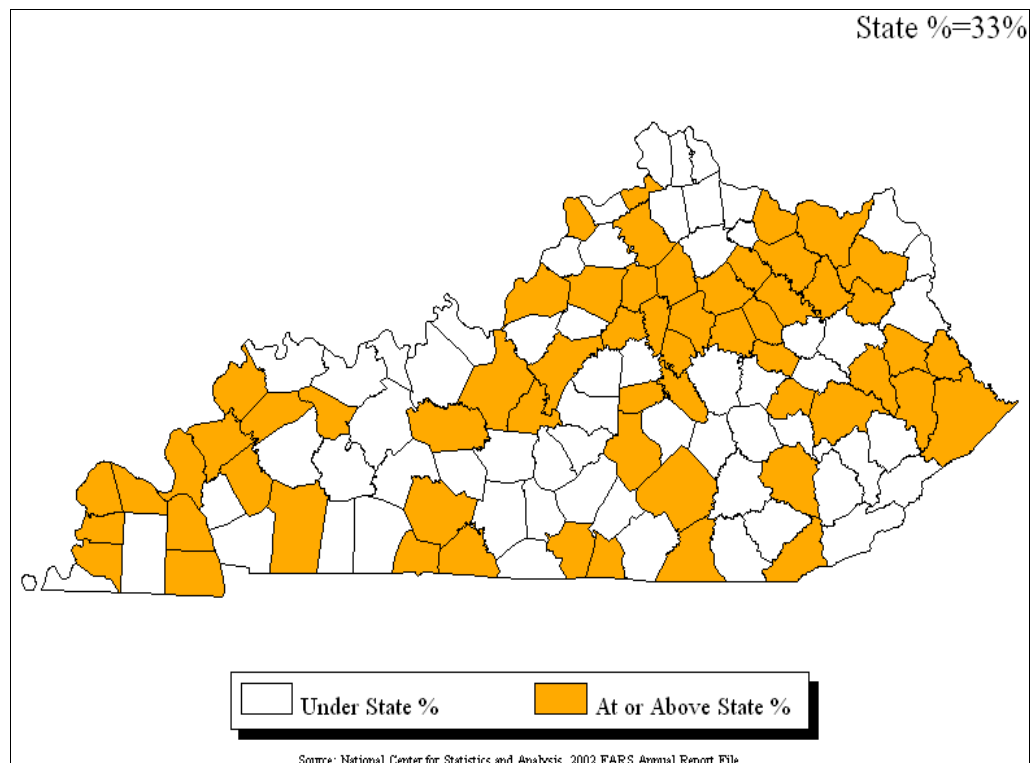 State %=33%
Under State %
At or Above State %
Source: National Center for Statistics and Analysis, 2002 FARS Annual Report File